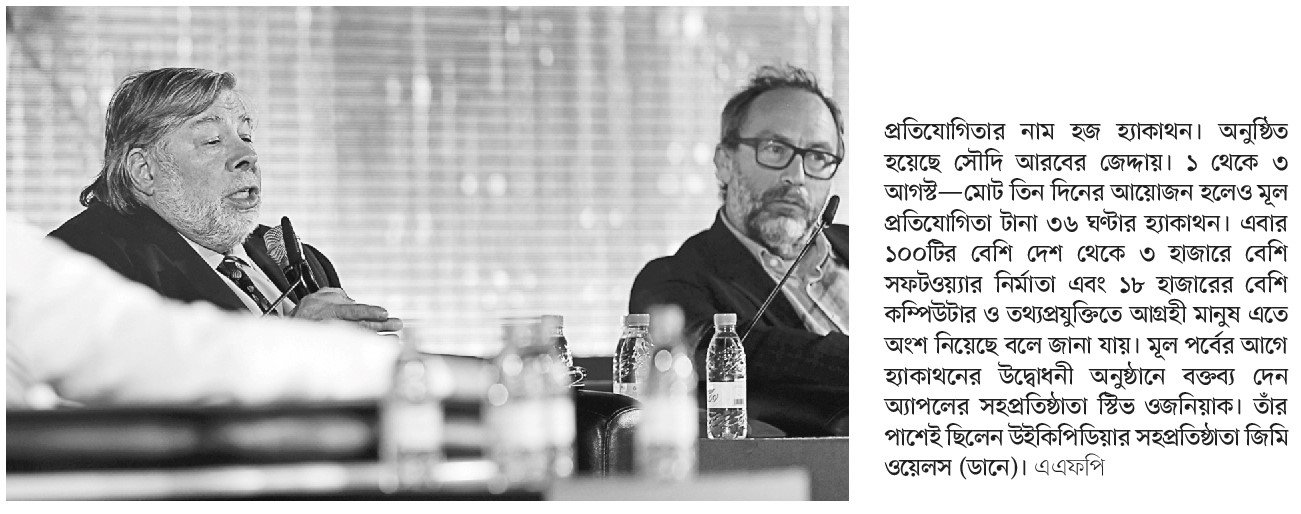 প্রতিযোগিতার নাম হজ হ্যাকাথন। অনুষ্ঠিত
হয়েছে সৌদি আরবের জেদ্দায়। ১ থেকে ৩
আগস্ট—মোট তিন দিনের আয়োজন হলেও মূল
প্রতিযোগিতা টানা ৩৬ ঘণ্টার হ্যাকাথন। এবার
১০০টির বেশি দেশ থেকে ৩ হাজারে বেশি
সফটওয়্যার নির্মাতা এবং ১৮ হাজারের বেশি
কম্পিউটার ও তথ্যপ্রযুক্তিতে আগ্রহী মানুষ এতে
অংশ নিয়েছে বলে জানা যায়। মূল পর্বের আগে
হ্যাকাথনের উদ্বোধনী অনুষ্ঠানে বক্তব্য দেন
অ্যাপলের সহপ্রতিষ্ঠাতা স্টিভ ওজনিয়াক। তাঁর
পাশেই ছিলেন উইকিপিডিয়ার সহপ্রতিষ্ঠাতা জিমি
ওয়েলস (ডানে)। এএফপি